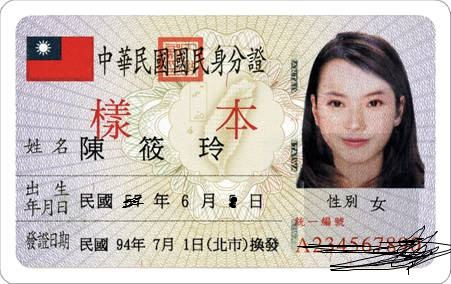 中華民國國民身分證
樣本
姓名 陳筱玲
出生年月日 民國 年 6 月 日
性別 女
統一編號
發證日期 民國 94年 7月 1日(北市)換發
A234567890